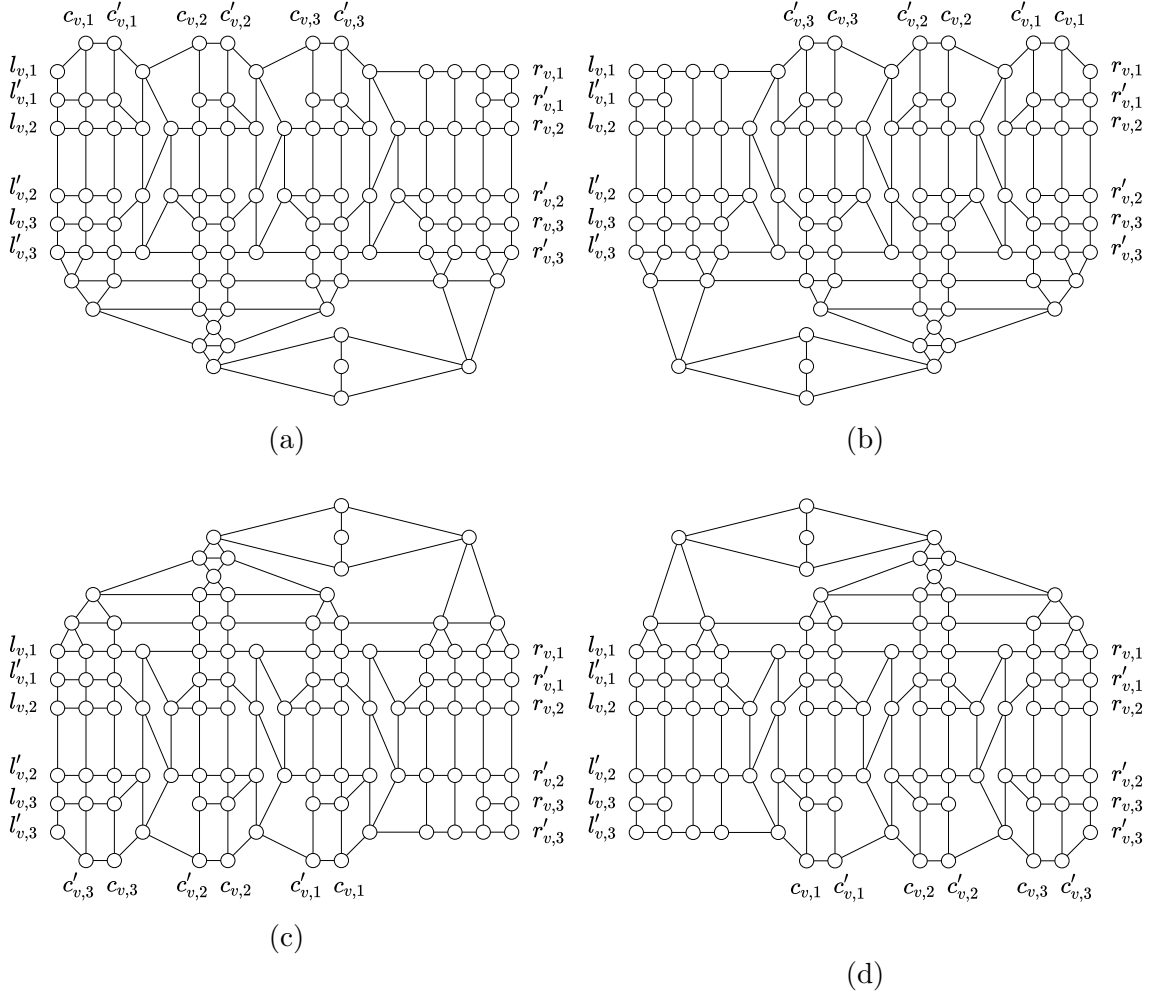 c_{v,1} c'_{v,1} c_{v,2} c'_{v,2} c_{v,3} c'_{v,3}
l_{v,1} r_{v,1}
l'_{v,1} r'_{v,1}
l_{v,2} r_{v,2}
l'_{v,2} r'_{v,2}
l_{v,3} r_{v,3}
l'_{v,3} r'_{v,3}
(a)
c'_{v,3} c_{v,3} c'_{v,2} c_{v,2} c'_{v,1} c_{v,1}
l_{v,1} r_{v,1}
l'_{v,1} r'_{v,1}
l_{v,2} r_{v,2}
l'_{v,2} r'_{v,2}
l_{v,3} r_{v,3}
l'_{v,3} r'_{v,3}
(b)
l_{v,1} r_{v,1}
l'_{v,1} r'_{v,1}
l_{v,2} r_{v,2}
l'_{v,2} r'_{v,2}
l_{v,3} r_{v,3}
l'_{v,3} r'_{v,3}
c'_{v,3} c_{v,3} c'_{v,2} c_{v,2} c'_{v,1} c_{v,1}
(c)
l_{v,1} r_{v,1}
l'_{v,1} r'_{v,1}
l_{v,2} r_{v,2}
l'_{v,2} r'_{v,2}
l_{v,3} r_{v,3}
l'_{v,3} r'_{v,3}
c_{v,1} c'_{v,1} c_{v,2} c'_{v,2} c_{v,3} c'_{v,3}
(d)